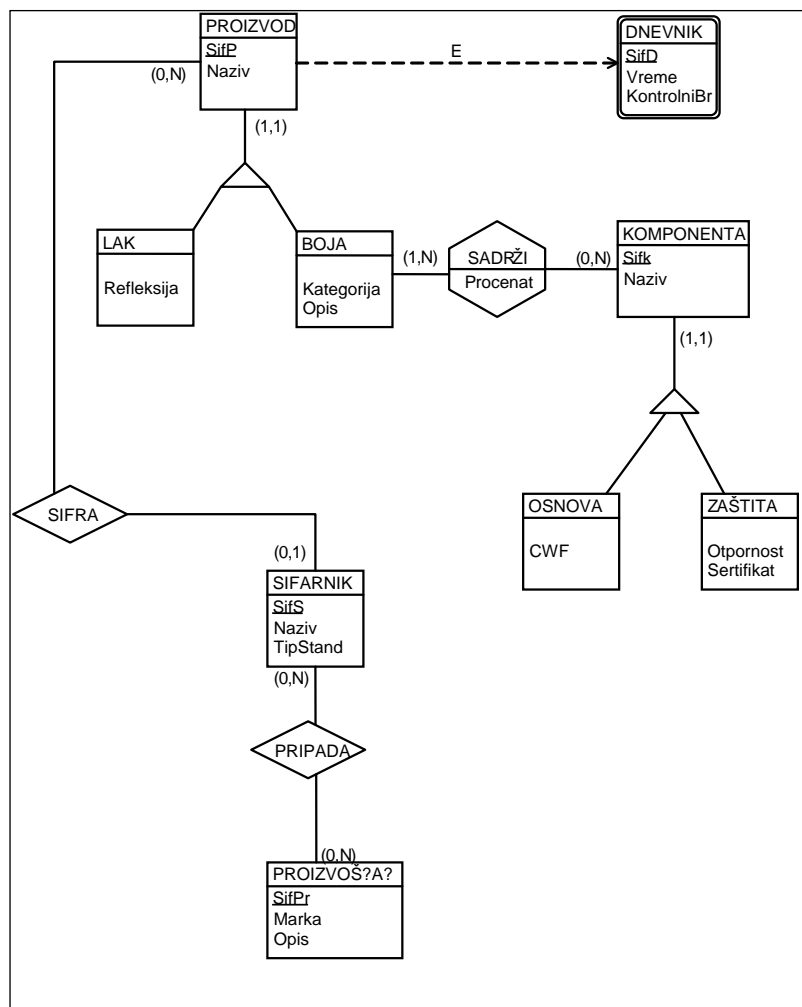 PROIZVOD
SifP
Naziv
E
DNEVNIK
SifD
Vreme
KontrolniBr
(0,N)
(1,1)
LAK
Refleksija
BOJA
Kategorija
Opis
(1,N)
SADRŽI
Procenat
(0,N)
KOMPONENTA
Sifk
Naziv
(1,1)
OSNOVA
CWF
ZAŠTITA
Otpornost
Sertifikat
SIFRA
(0,1)
SIFARNIK
SifS
Naziv
TipStand
(0,N)
PRIPADA
(0,N)
PROIZVOŠ?A?
SifPr
Marka
Opis